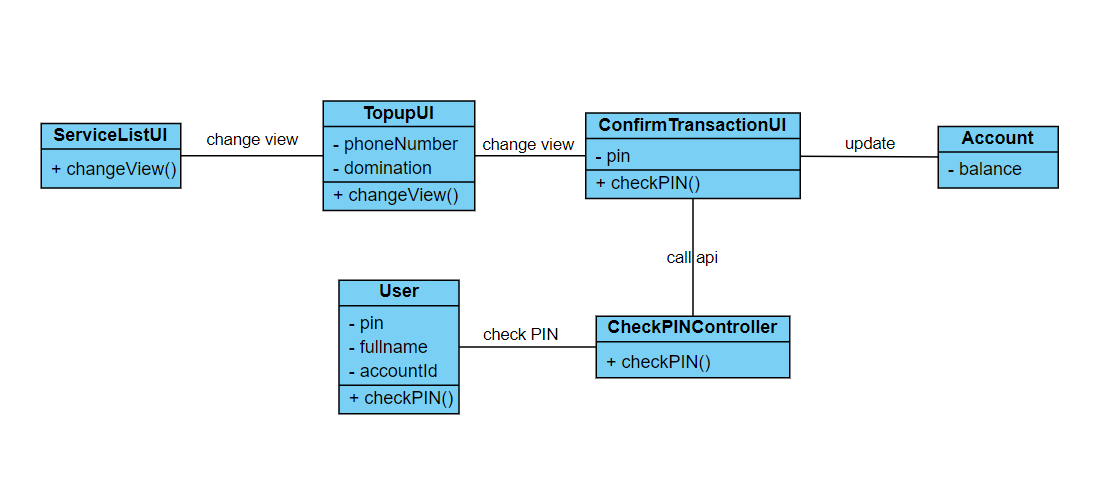 ServiceListUI
+ changeView()
change view
TopupUI
- phoneNumber
- domination
+ changeView()
change view
ConfirmTransactionUI
- pin
+ checkPIN()
update
Account
- balance
call api
User
- pin
- fullname
- accountId
+ checkPIN()
check PIN
CheckPINController
+ checkPIN()